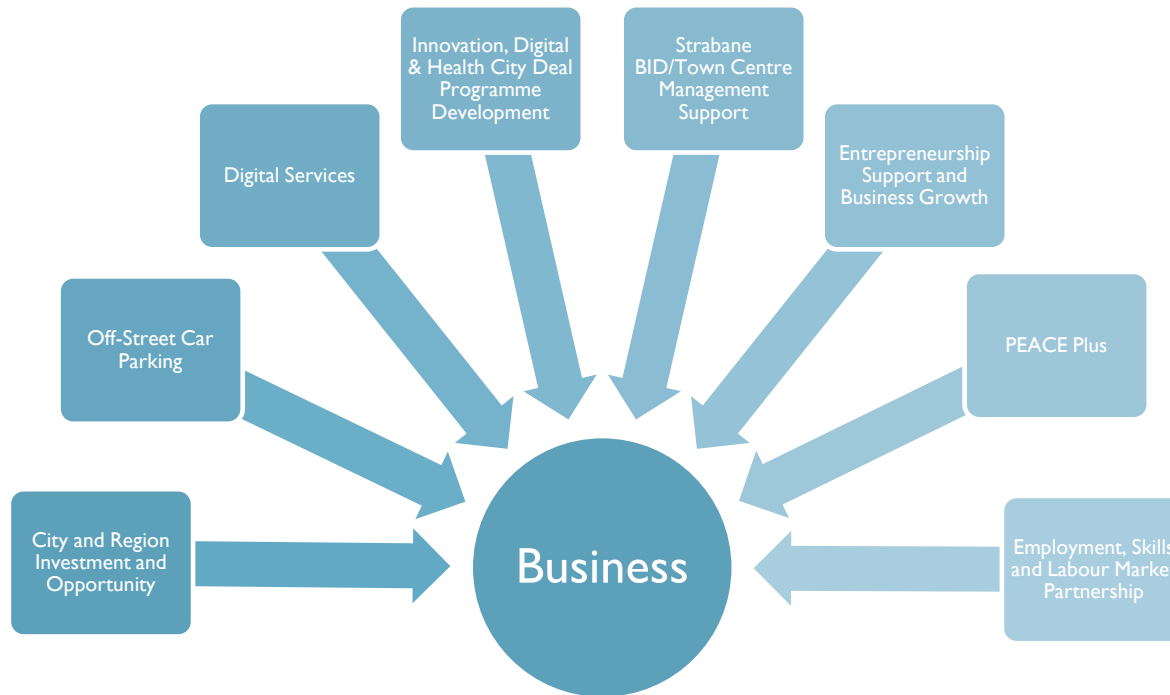 Innovation, Digital
& Health City Deal
Programme
Development
Strabane
BID/Town Centre
Management
Support
Digital Services
Entrepreneurship
Support and
Business Growth
Off-Street Car
Parking
PEACE Plus
City and Region
Investment and
Opportunity
Business
Employment, Skills
and Labour Market
Partnership